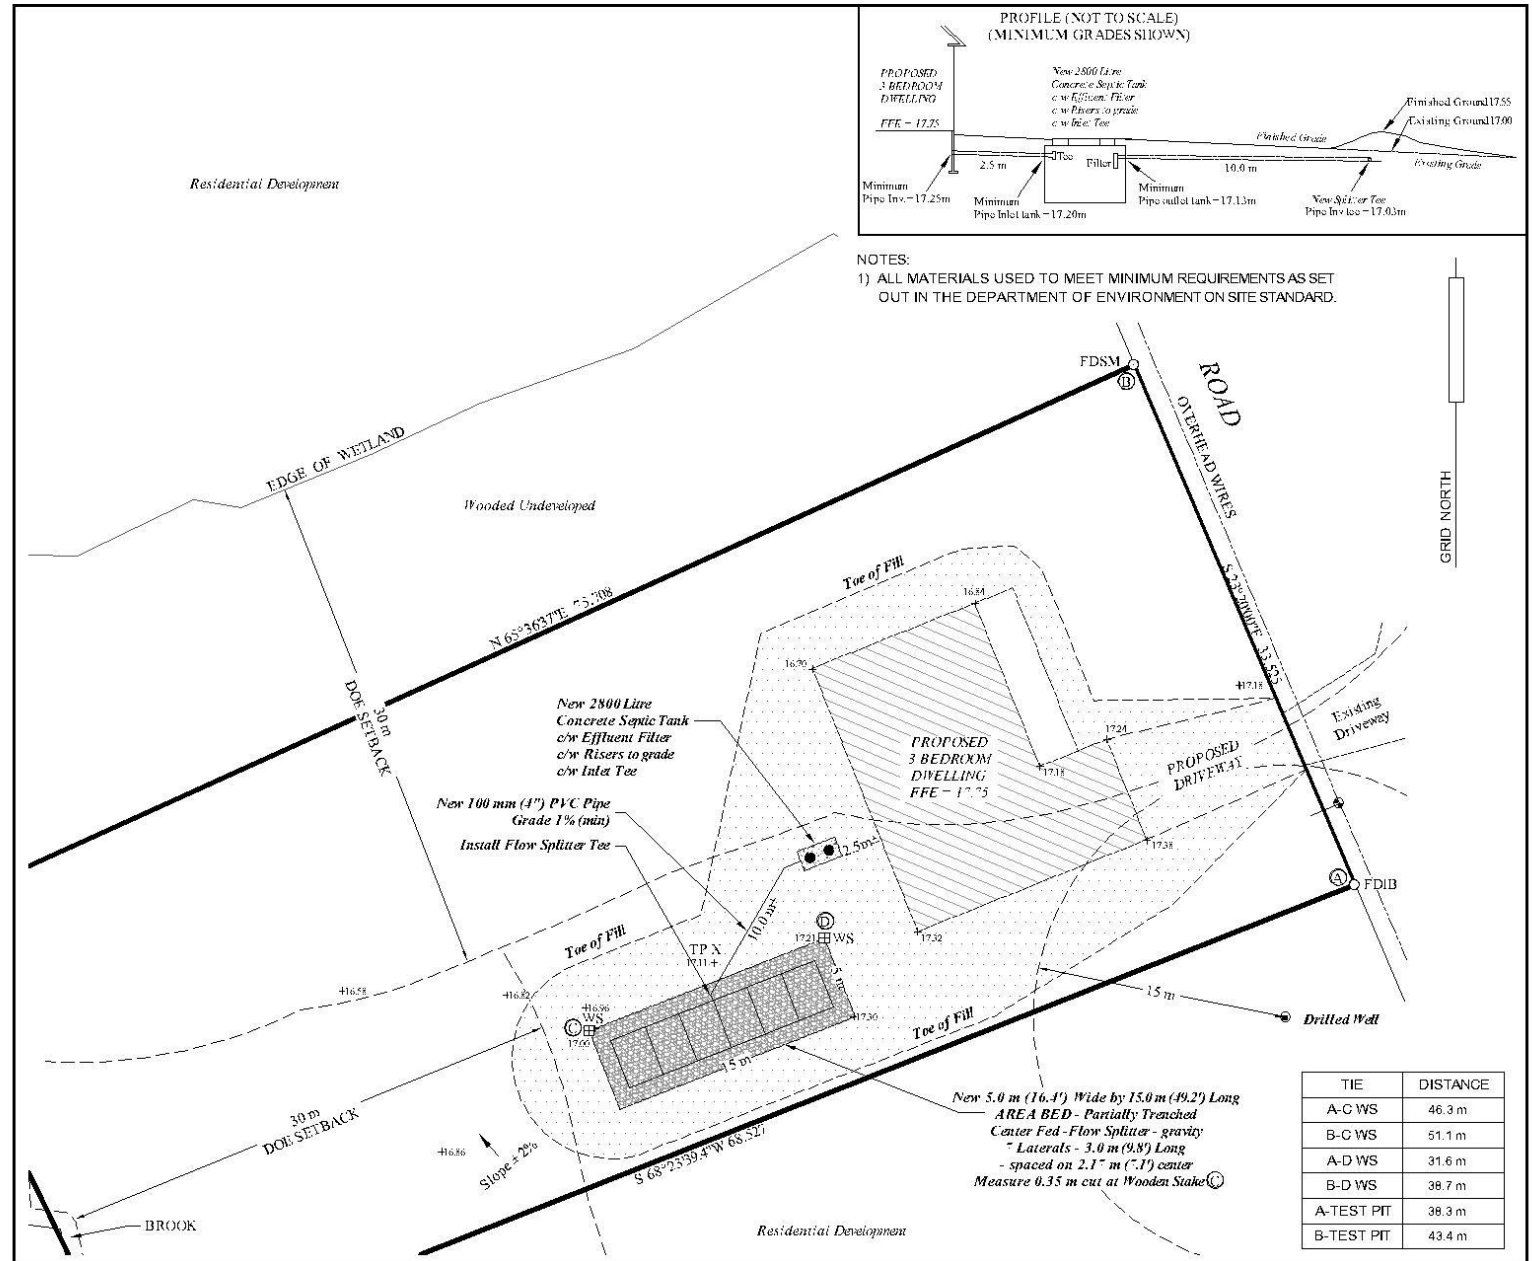 PROFILE (NOT TO SCALE)
(MINIMUM GRADES SHOWN)
PROPOSED
3 BEDROOM
DWELLING
FFE = 17.75
New 2800 Litre
Concrete Septic Tank
c/w Effluent Filter
c/w Risers to grade
c/w Inlet Tee
Finished Ground 17.55
Existing Ground 17.00
Finished Grade
Existing Grade
Tee
Filter
2.5 m
10.0 m
Minimum
Pipe Inv. = 17.25m
Minimum
Pipe Inlet tank = 17.20m
Minimum
Pipe outlet tank = 17.13m
New Splitter Tee
Pipe Inv tee = 17.03m
NOTES:
1) ALL MATERIALS USED TO MEET MINIMUM REQUIREMENTS AS SET
OUT IN THE DEPARTMENT OF ENVIRONMENT ON SITE STANDARD.
Residential Development
EDGE OF WETLAND
Wooded Undeveloped
FDSM
B
ROAD
OVERHEAD WIRES
GRID NORTH
N 65°36'37"E 75.708
S 23°20'00"E 33.525
30 m
DOE SETBACK
Toe of Fill
16.84
16.70
17.18
17.24
17.18
17.38
17.32
PROPOSED
3 BEDROOM
DWELLING
FFE = 17.75
PROPOSED
DRIVEWAY
Existing
Driveway
New 2800 Litre
Concrete Septic Tank
c/w Effluent Filter
c/w Risers to grade
c/w Inlet Tee
New 100 mm (4") PVC Pipe
Grade 1% (min)
Install Flow Splitter Tee
2.5m±
10.0 m±
A
FDIB
D
17.21
WS
TP X
17.11
Toe of Fill
16.58
16.82
16.96
WS
C
17.00
5 m
17.30
15 m
Toe of Fill
15 m
Drilled Well
30 m
DOE SETBACK
16.86
Slope ± 2%
S 68°23'39.4"W 68.527
BROOK
New 5.0 m (16.4') Wide by 15.0 m (49.2') Long
AREA BED - Partially Trenched
Center Fed - Flow Splitter - gravity
7 Laterals - 3.0 m (9.8') Long
- spaced on 2.17 m (7.1') center
Measure 0.35 m cut at Wooden Stake C
Residential Development
TIE DISTANCE
A-C WS 46.3 m
B-C WS 51.1 m
A-D WS 31.6 m
B-D WS 38.7 m
A-TEST PIT 38.3 m
B-TEST PIT 43.4 m